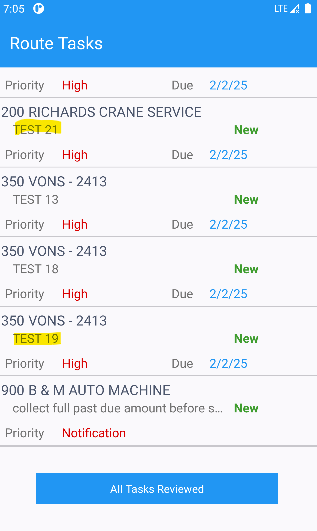 7:05 LTE
Route Tasks
Priority High Due 2/2/25
200 RICHARDS CRANE SERVICE
TEST 21 New
Priority High Due 2/2/25
350 VONS - 2413
TEST 13 New
Priority High Due 2/2/25
350 VONS - 2413
TEST 18 New
Priority High Due 2/2/25
350 VONS - 2413
TEST 19 New
Priority High Due 2/2/25
900 B & M AUTO MACHINE
collect full past due amount before s... New
Priority Notification
All Tasks Reviewed